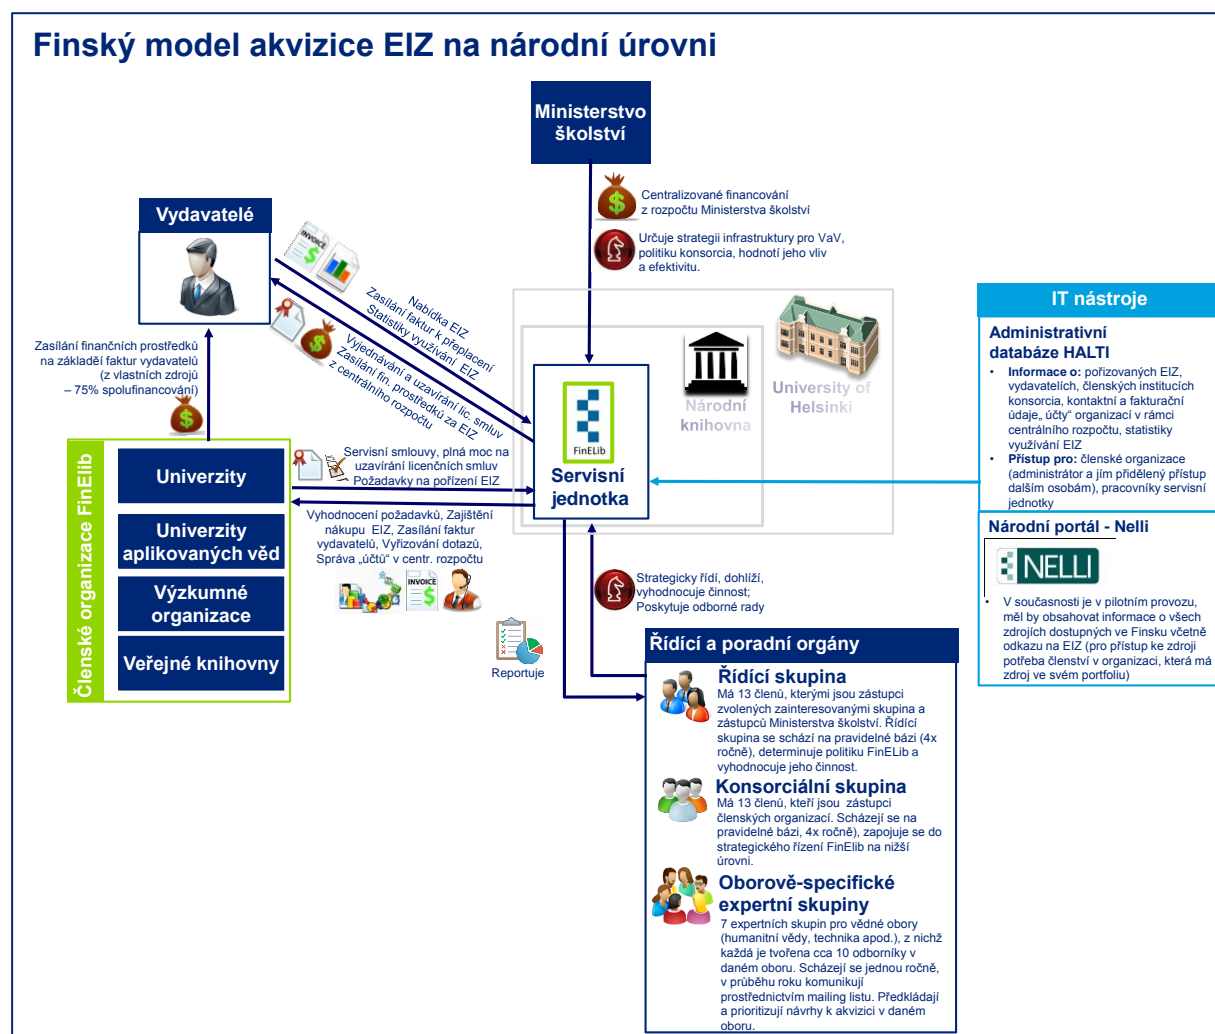 Finský model akvizice EIZ na národní úrovni
Ministerstvo
školství
Centralizované financování
z rozpočtu Ministerstva školství
Určuje strategii infrastruktury pro VaV,
politiku konsorcia, hodnotí jeho vliv
a efektivitu.
Vydavatelé
INVOICE
Nabídka EIZ
Zasílání faktur k přeplacení
Statistiky využívání EIZ
Vyjednávání a uzavírání lic. smluv
Zasílání fin. prostředků za EIZ
z centrálního rozpočtu
Zasílání finančních prostředků
na základěí faktur vydavatelů
(z vlastních zdrojů
– 75% spolufinancování)
University of
Helsinki
Národní
knihovna
FinELib
Servisní
jednotka
Členské organizace FinElib
Univerzity
Univerzity
aplikovaných věd
Výzkumné
organizace
Veřejné knihovny
Servisní smlouvy, plná moc na
uzavírání licenčních smluv
Požadavky na pořízení EIZ
Vyhodnocení požadavků, Zajištění
nákupu EIZ, Zasílání faktur
vydavatelů, Vyřizování dotazů,
Správa „účtů“ v centr. rozpočtu
INVOICE
Strategicky řídí, dohlíží,
vyhodnocuje činnost;
Poskytuje odborné rady
Reportuje
IT nástroje
Administrativní
databáze HALTI
• Informace o: pořizovaných EIZ,
vydavatelích, členských institucích
konsorcia, kontaktní a fakturační
údaje„ účty“ organizací v rámci
centrálního rozpočtu, statistiky
využívání EIZ
• Přístup pro: členské organizace
(administrátor a jím přidělený přístup
dalším osobám), pracovníky servisní
jednotky
Národní portál - Nelli
NELLI
• V současnosti je v pilotním provozu,
měl by obsahovat informace o všech
zdrojích dostupných ve Finsku včetně
odkazu na EIZ (pro přístup ke zdroji
potřeba členství v organizaci, která má
zdroj ve svém portfoliu)
Řídící a poradní orgány
Řídící skupina
Má 13 členů, kterými jsou zástupci
zvolených zainteresovanými skupina a
zástupců Ministerstva školství. Řídící
skupina se schází na pravidelné bázi (4x
ročně), determinuje politiku FinELib a
vyhodnocuje jeho činnost.
Konsorciální skupina
Má 13 členů, kteří jsou zástupci
členských organizací. Scházejí se na
pravidelné bázi, 4x ročně), zapojuje se do
strategického řízení FinElib na nižší
úrovni.
Oborově-specifické
expertní skupiny
7 expertních skupin pro vědné obory
(humanitní vědy, technika apod.), z nichž
každá je tvořena cca 10 odborníky v
daném oboru. Scházejí se jednou ročně,
v průběhu roku komunikují
prostřednictvím mailing listu. Předkládají
a prioritizují návrhy k akvizici v daném
oboru.